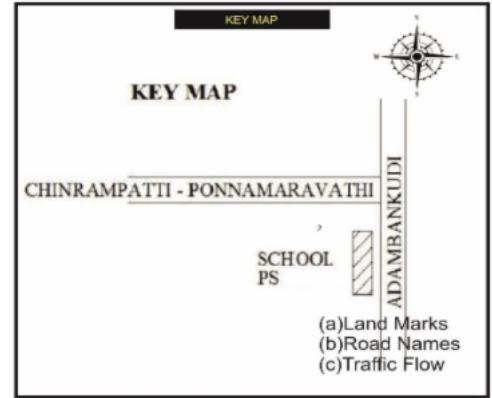 KEY MAP
N
W E
S
KEY MAP
CHINRAMPATTI - PONNAMARAVATHI
ADAMBANKUDI
SCHOOL
PS
(a)Land Marks
(b)Road Names
(c)Traffic Flow